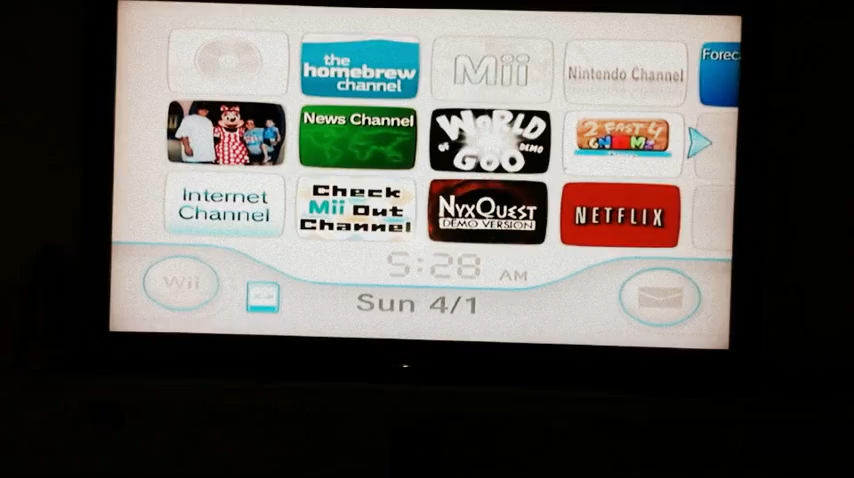 the
homebrew
channel
Mii
Nintendo Channel
Forec
News Channel
WORLD
OF
GOO
DEMO
2 FAST 4
GNOMZ
Internet
Channel
Check
Mii Out
Channel
NyxQuest
DEMO VERSION
NETFLIX
5:28 AM
Wii
Sun 4/1